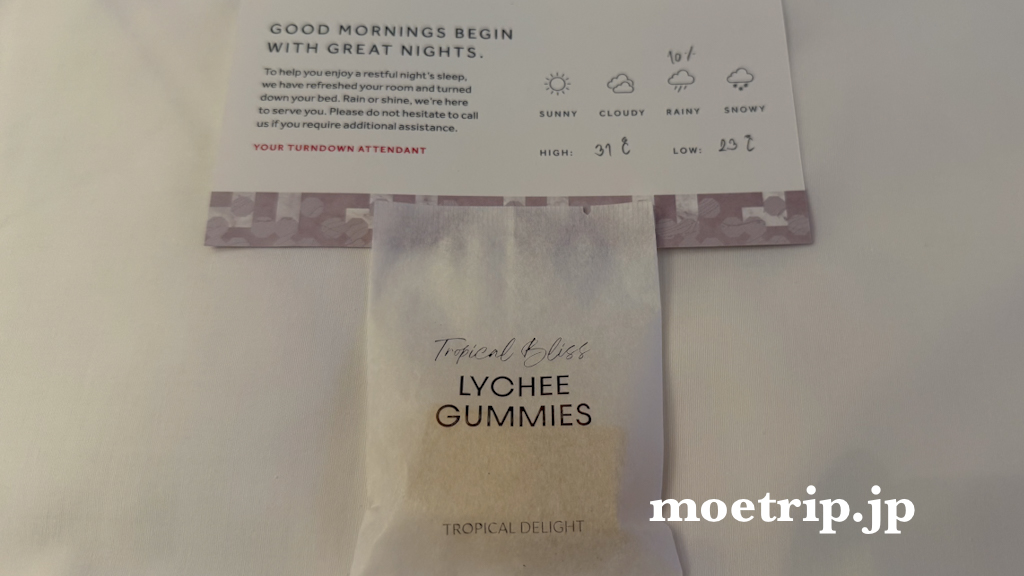 GOOD MORNINGS BEGIN
WITH GREAT NIGHTS.
To help you enjoy a restful night's sleep,
we have refreshed your room and turned
down your bed. Rain or shine, we're here
to serve you. Please do not hesitate to call
us if you require additional assistance.
YOUR TURNDOWN ATTENDANT
10%
SUNNY CLOUDY RAINY SNOWY
HIGH: 31 °C LOW: 23 °C
Tropical Bliss
LYCHEE
GUMMIES
TROPICAL DELIGHT
moetrip.jp